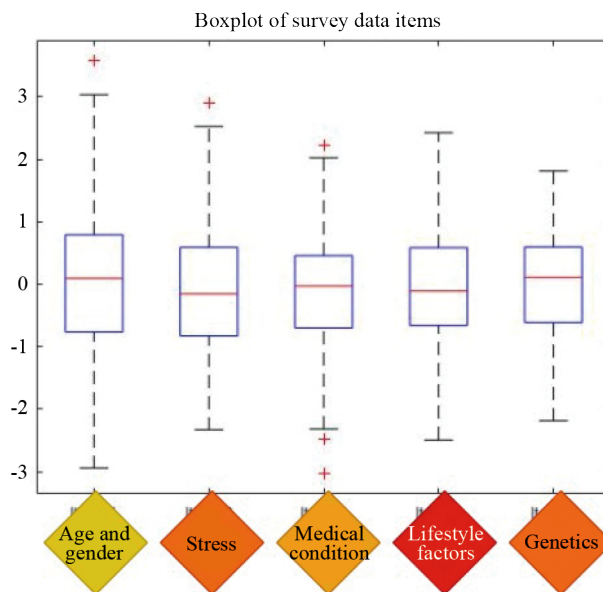 Boxplot of survey data items
3
2
1
0
-1
-2
-3
Age and
gender
Stress
Medical
condition
Lifestyle
factors
Genetics